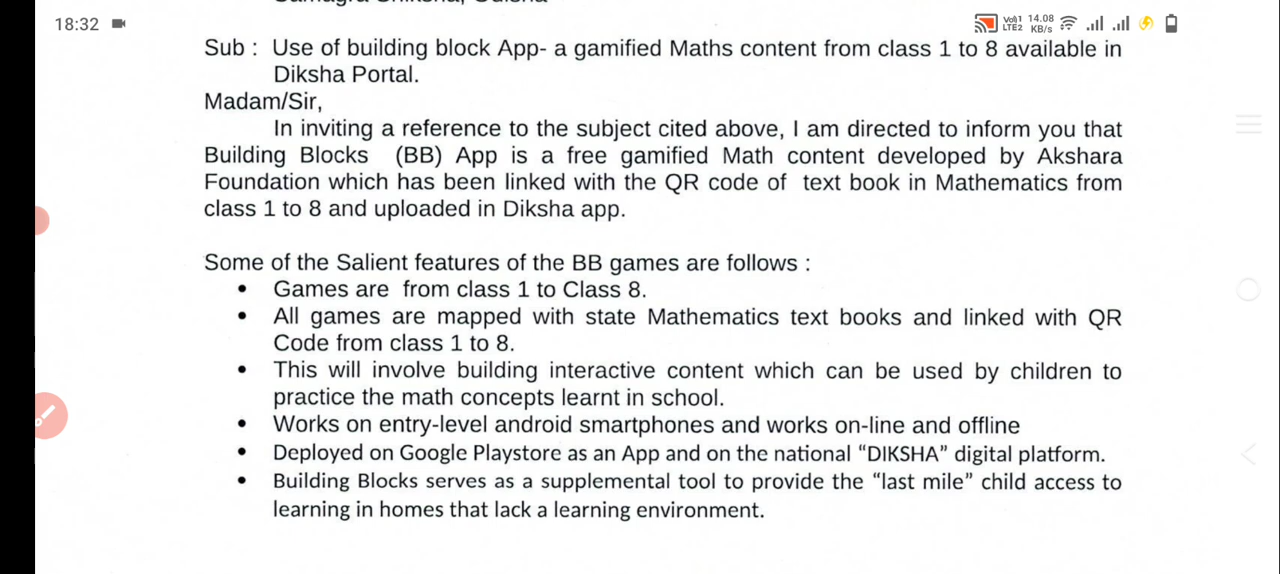 Samagra Shiksha, Odisha
18:32
Vo)) 1 14.08
LTE2 KB/s
Sub : Use of building block App- a gamified Maths content from class 1 to 8 available in
Diksha Portal.
Madam/Sir,
In inviting a reference to the subject cited above, I am directed to inform you that
Building Blocks (BB) App is a free gamified Math content developed by Akshara
Foundation which has been linked with the QR code of text book in Mathematics from
class 1 to 8 and uploaded in Diksha app.
Some of the Salient features of the BB games are follows :
• Games are from class 1 to Class 8.
• All games are mapped with state Mathematics text books and linked with QR
Code from class 1 to 8.
• This will involve building interactive content which can be used by children to
practice the math concepts learnt in school.
• Works on entry-level android smartphones and works on-line and offline
• Deployed on Google Playstore as an App and on the national “DIKSHA” digital platform.
• Building Blocks serves as a supplemental tool to provide the “last mile” child access to
learning in homes that lack a learning environment.